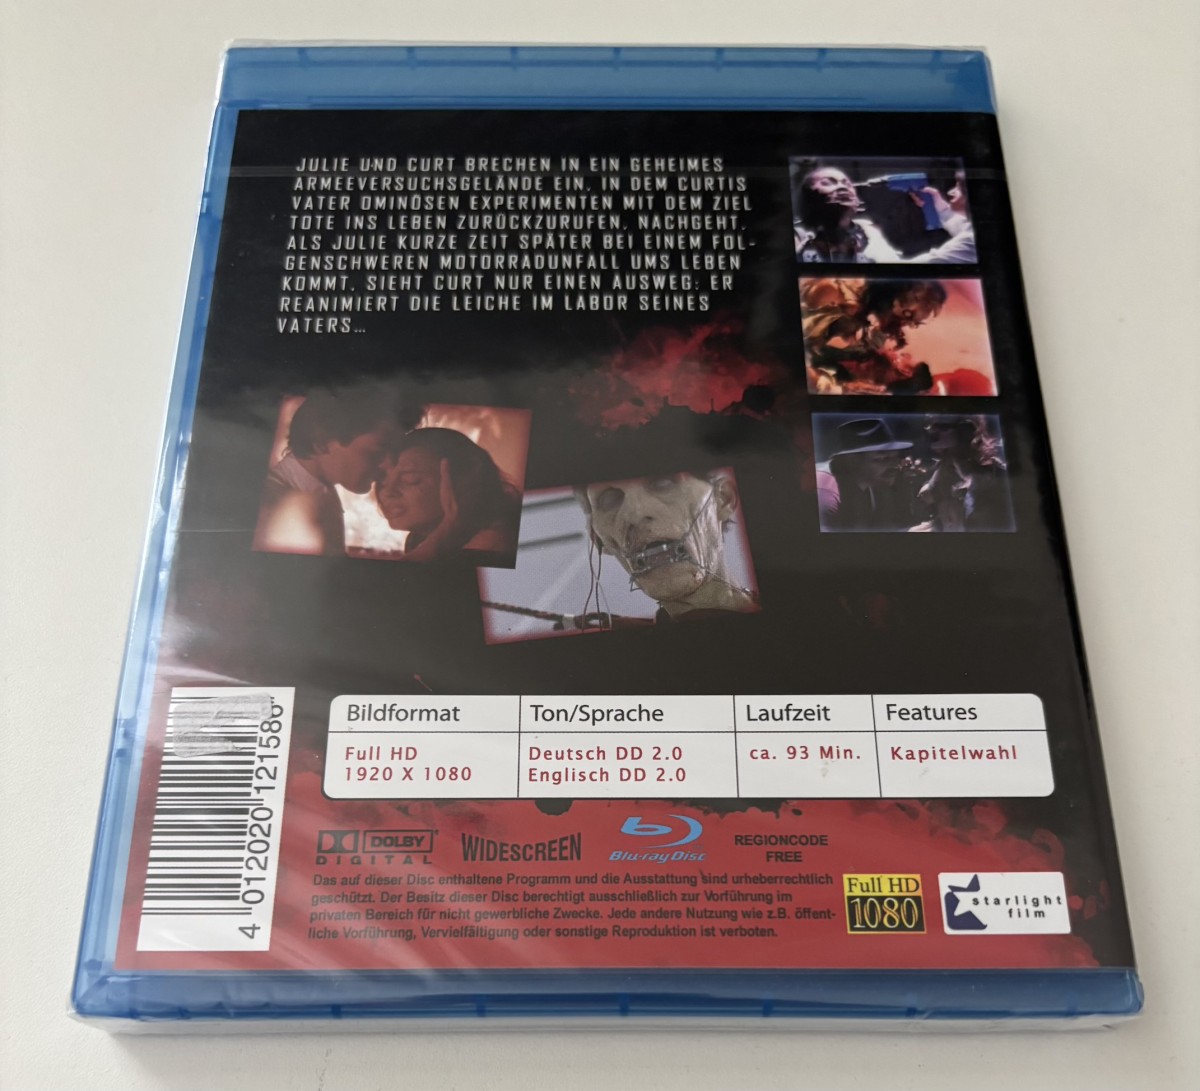 JULIE UND CURT BRECHEN IN EIN GEHEIMES
ARMEEVERSUCHSGELÄNDE EIN, IN DEM CURTIS
VATER OMINÖSEN EXPERIMENTEN MIT DEM ZIEL
TOTE INS LEBEN ZURÜCKZURUFEN, NACHGEHT.
ALS JULIE KURZE ZEIT SPÄTER BEI EINEM FOL-
GENSCHWEREN MOTORRADUNFALL UMS LEBEN
KOMMT, SIEHT CURT NUR EINEN AUSWEG: ER
REANIMIERT DIE LEICHE IM LABOR SEINES
VATERS...
Bildformat Ton/Sprache Laufzeit Features
Full HD Deutsch DD 2.0 ca. 93 Min. Kapitelwahl
1920 X 1080 Englisch DD 2.0
4 012020 121586
DOLBY
DIGITAL
WIDESCREEN
Blu-ray Disc
REGIONCODE
FREE
Das auf dieser Disc enthaltene Programm und die Ausstattung sind urheberrechtlich
geschützt. Der Besitz dieser Disc berechtigt ausschließlich zur Vorführung im
privaten Bereich für nicht gewerbliche Zwecke. Jede andere Nutzung wie z.B. öffent-
liche Vorführung, Vervielfältigung oder sonstige Reproduktion ist verboten.
Full HD
1080
starlight
film